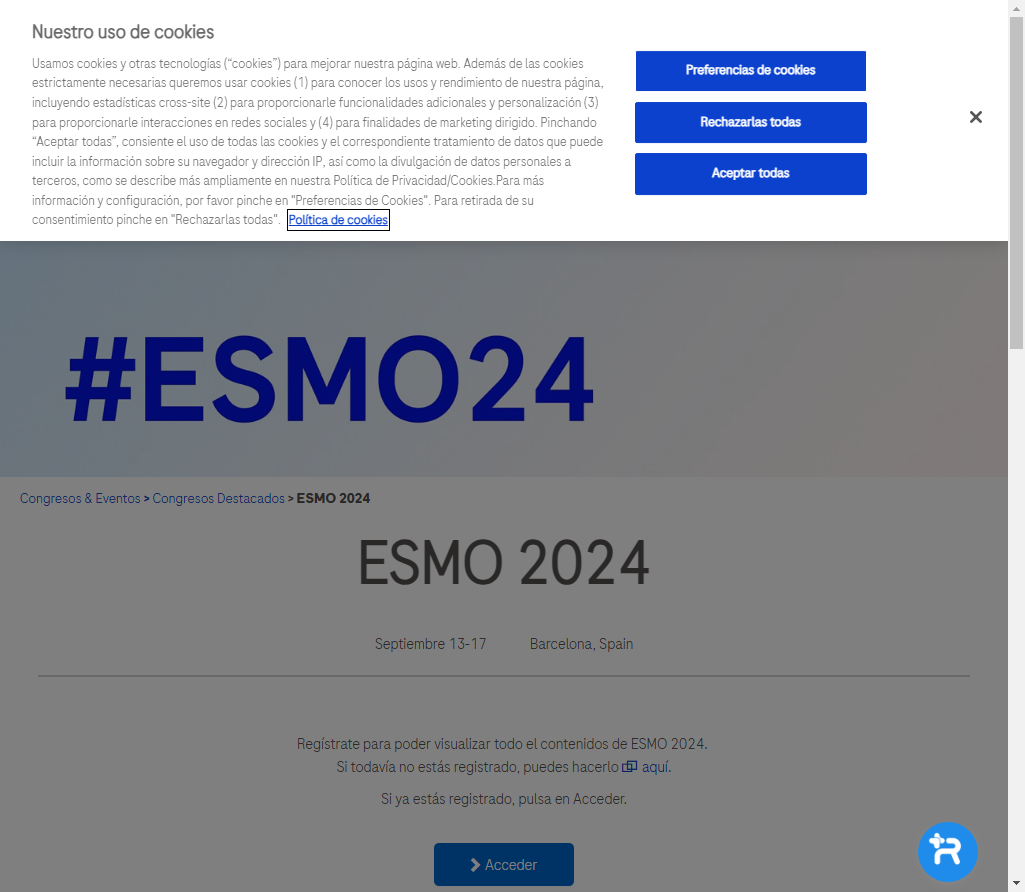 Nuestro uso de cookies
Usamos cookies y otras tecnologías (“cookies”) para mejorar nuestra página web. Además de las cookies
estrictamente necesarias queremos usar cookies (1) para conocer los usos y rendimiento de nuestra página,
incluyendo estadísticas cross-site (2) para proporcionarle funcionalidades adicionales y personalización (3)
para proporcionarle interacciones en redes sociales y (4) para finalidades de marketing dirigido. Pinchando
“Aceptar todas”, consiente el uso de todas las cookies y el correspondiente tratamiento de datos que puede
incluir la información sobre su navegador y dirección IP, así como la divulgación de datos personales a
terceros, como se describe más ampliamente en nuestra Política de Privacidad/Cookies.Para más
información y configuración, por favor pinche en "Preferencias de Cookies". Para retirada de su
consentimiento pinche en "Rechazarlas todas". Política de cookies
Preferencias de cookies
Rechazarlas todas
Aceptar todas
#ESMO24
Congresos & Eventos > Congresos Destacados > ESMO 2024
ESMO 2024
Septiembre 13-17 Barcelona, Spain
Regístrate para poder visualizar todo el contenidos de ESMO 2024.
Si todavía no estás registrado, puedes hacerlo aquí.
Si ya estás registrado, pulsa en Acceder.
Acceder